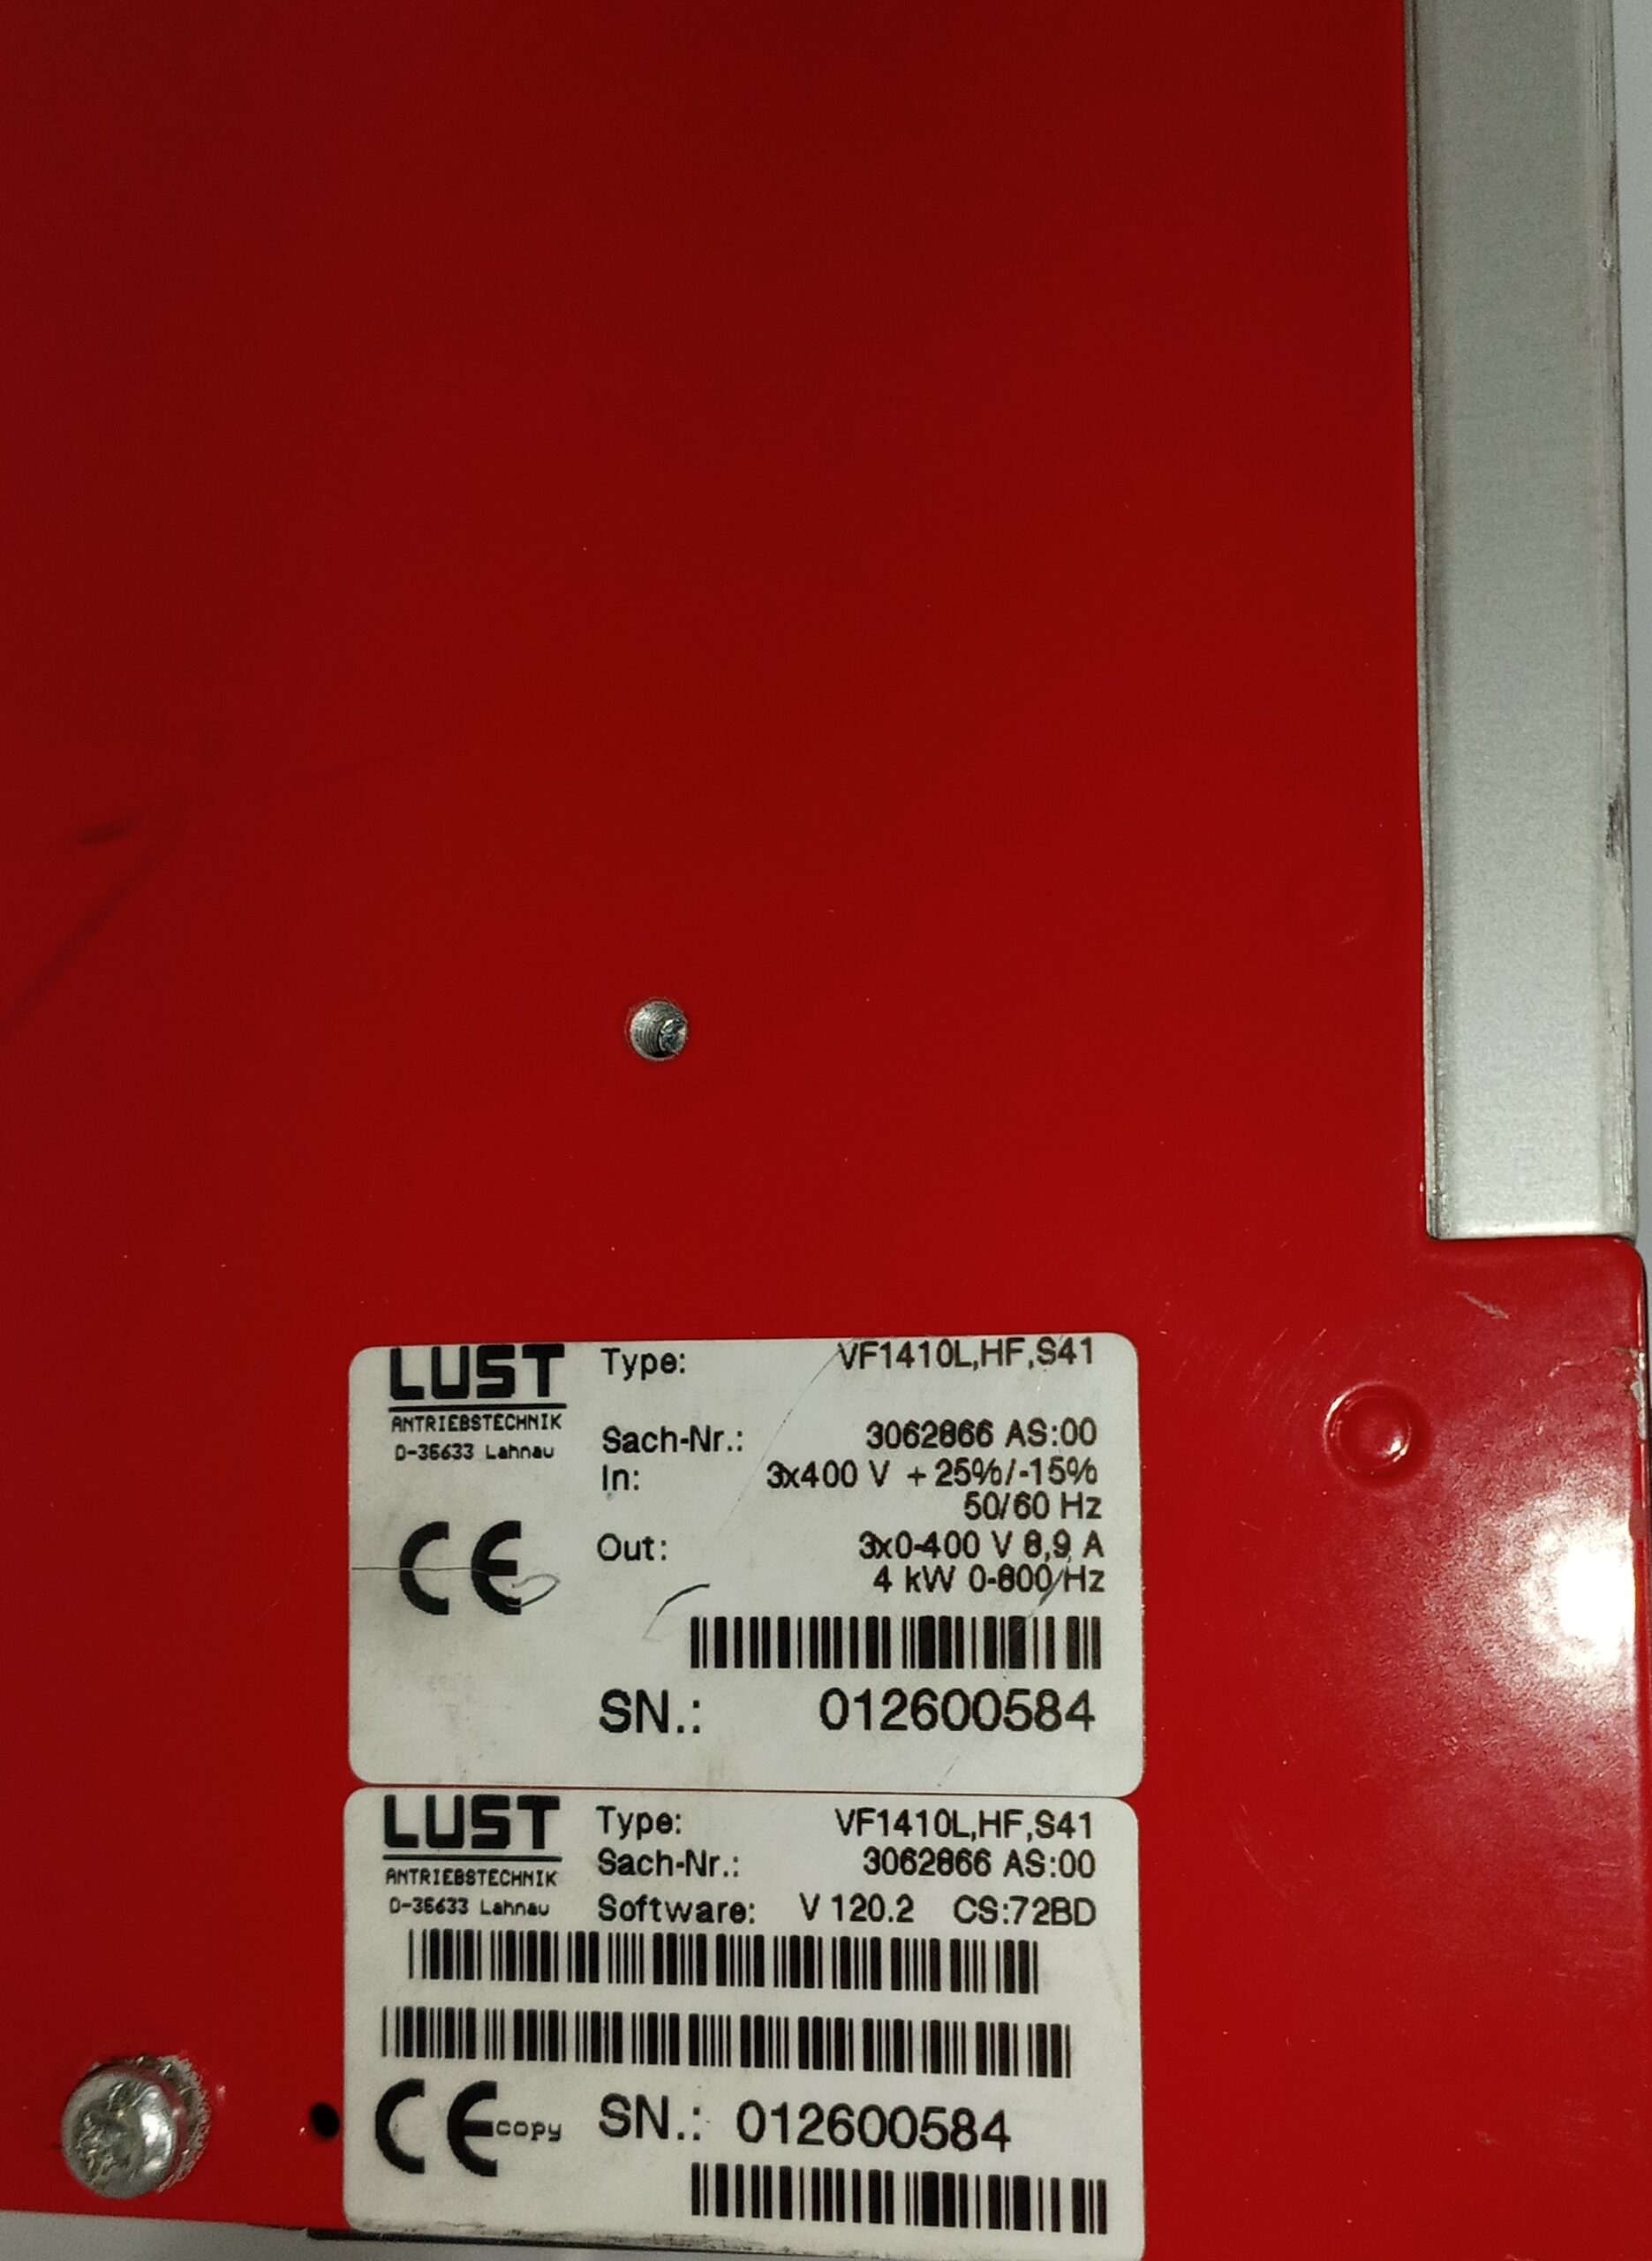 LUST
ANTRIEBSTECHNIK
D-35633 Lahnau
Type: VF1410L,HF,S41
Sach-Nr.: 3062866 AS:00
In: 3x400 V +25%/-15%
50/60 Hz
Out: 3x0-400 V 8,9 A
4 kW 0-800 Hz
CE
SN.: 012600584
LUST
ANTRIEBSTECHNIK
D-35633 Lahnau
Type: VF1410L,HF,S41
Sach-Nr.: 3062866 AS:00
Software: V 120.2 CS:72BD
CE copy
SN.: 012600584